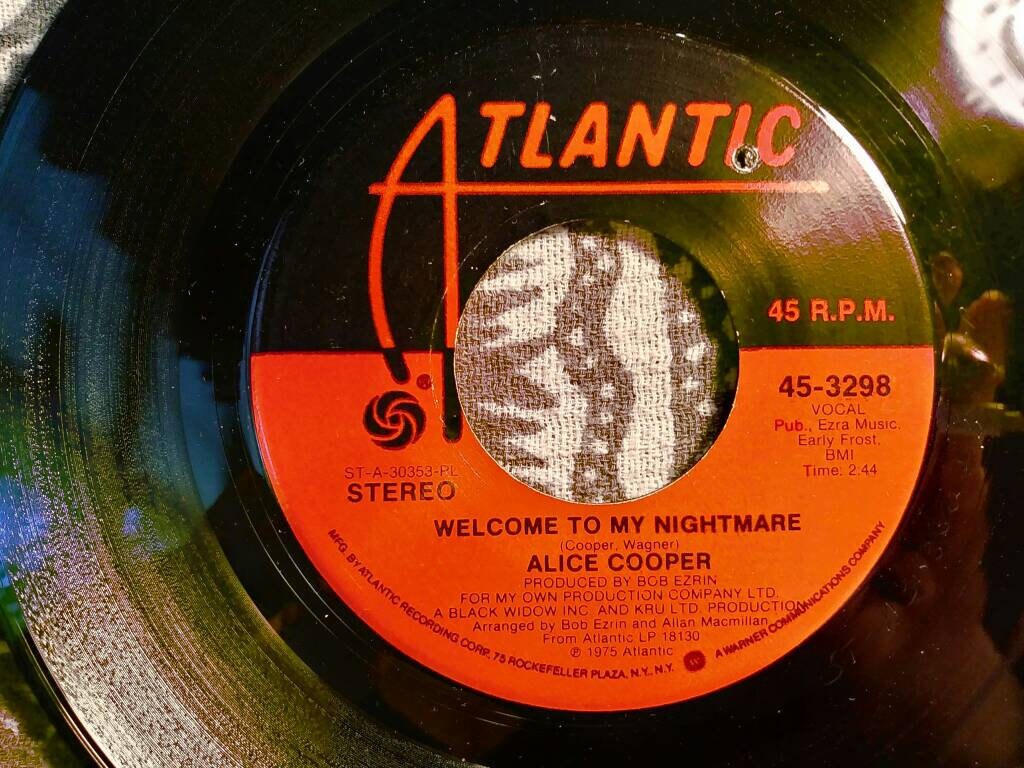 ATLANTIC
45 R.P.M.
®
45-3298
VOCAL
Pub., Ezra Music.
Early Frost,
BMI
Time: 2:44
ST-A-30353-PL
STEREO
WELCOME TO MY NIGHTMARE
(Cooper, Wagner)
ALICE COOPER
PRODUCED BY BOB EZRIN
FOR MY OWN PRODUCTION COMPANY LTD.
A BLACK WIDOW INC. AND KRU LTD. PRODUCTION
Arranged by Bob Ezrin and Allan Macmillan
From Atlantic LP 18130
℗ 1975 Atlantic
MFG. BY ATLANTIC RECORDING CORP. 75 ROCKEFELLER PLAZA, N.Y., N.Y. A WARNER COMMUNICATIONS COMPANY